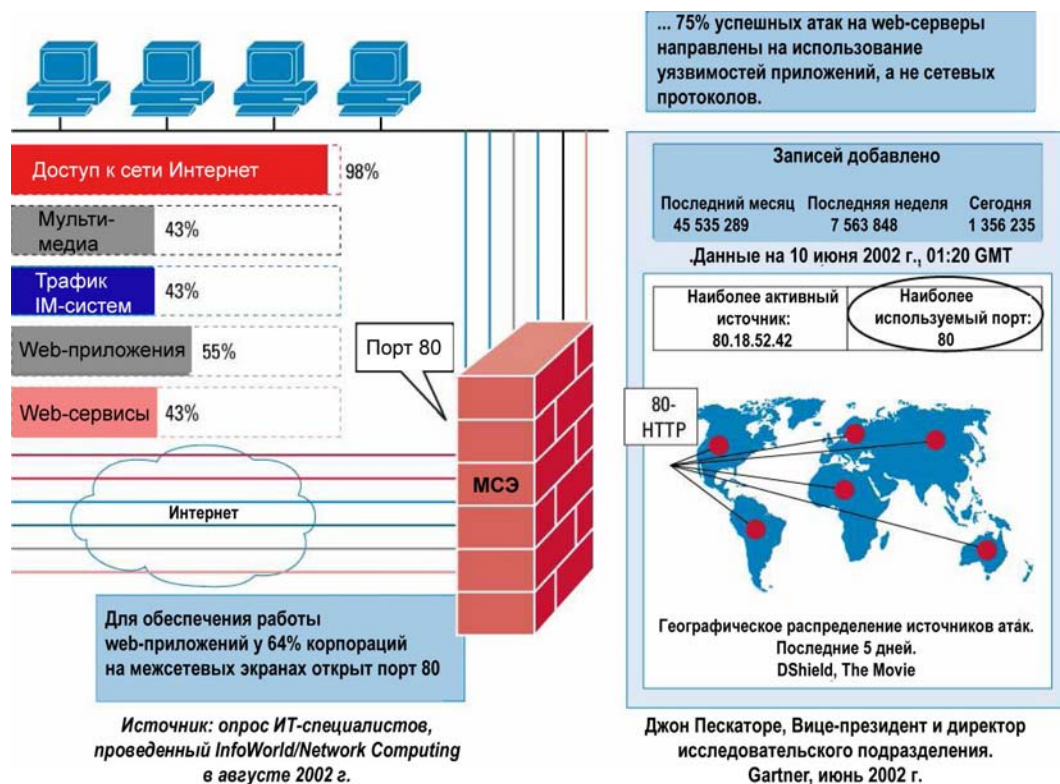 Доступ к сети Интернет
98%
Мульти-
медиа
43%
Трафик
IM-систем
43%
Web-приложения
55%
Web-сервисы
43%
Порт 80
МСЭ
Интернет
Для обеспечения работы
web-приложений у 64% корпораций
на межсетевых экранах открыт порт 80
Источник: опрос ИТ-специалистов,
проведенный InfoWorld/Network Computing
в августе 2002 г.
... 75% успешных атак на web-серверы
направлены на использование
уязвимостей приложений, а не сетевых
протоколов.
Записей добавлено
Последний месяц Последняя неделя Сегодня
45 535 289 7 563 848 1 356 235
.Данные на 10 июня 2002 г., 01:20 GMT
Наиболее активный
источник:
80.18.52.42
Наиболее
используемый порт:
80
80-
HTTP
Географическое распределение источников атак.
Последние 5 дней.
DShield, The Movie
Джон Пескаторе, Вице-президент и директор
исследовательского подразделения.
Gartner, июнь 2002 г.